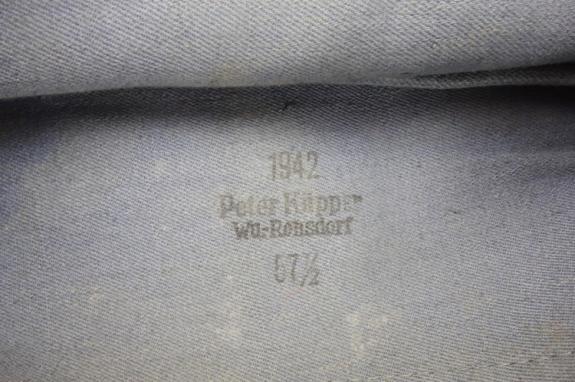 1942
Peter Küpper
Wu-Ronsdorf
57½